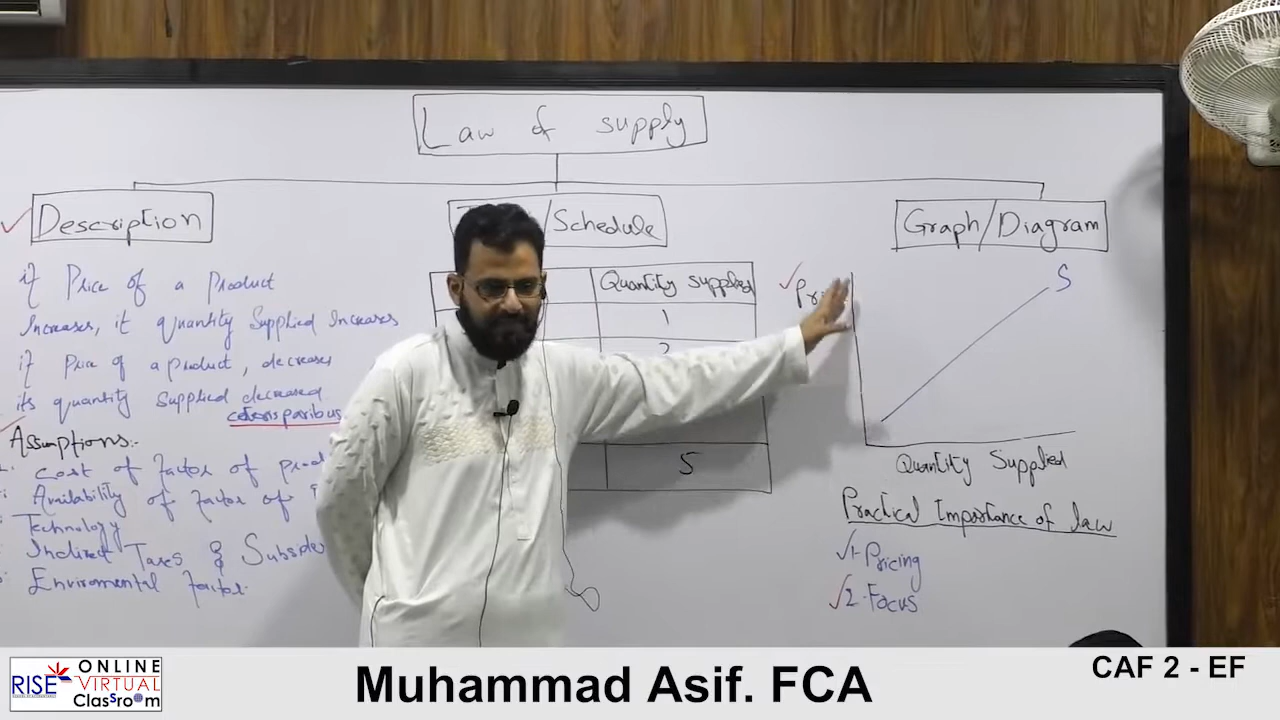 Law of supply
Description
/Schedule
Graph/Diagram
if Price of a Product
Increases, it quantity Supplied Increases
if Price of a product, decreases
its quantity supplied decreased
Assumptions:-
Cost of Factor of prod
Availability of factor of
Technology
Indirect Taxes & Subsid
Enviromental factor.
Quantity supplied
1
2
5
S
Quantity Supplied
Practical Importance of law
1- Pricing
2- Focus
RISE
ONLINE
VIRTUAL
Classroom
Muhammad Asif. FCA
CAF 2 - EF